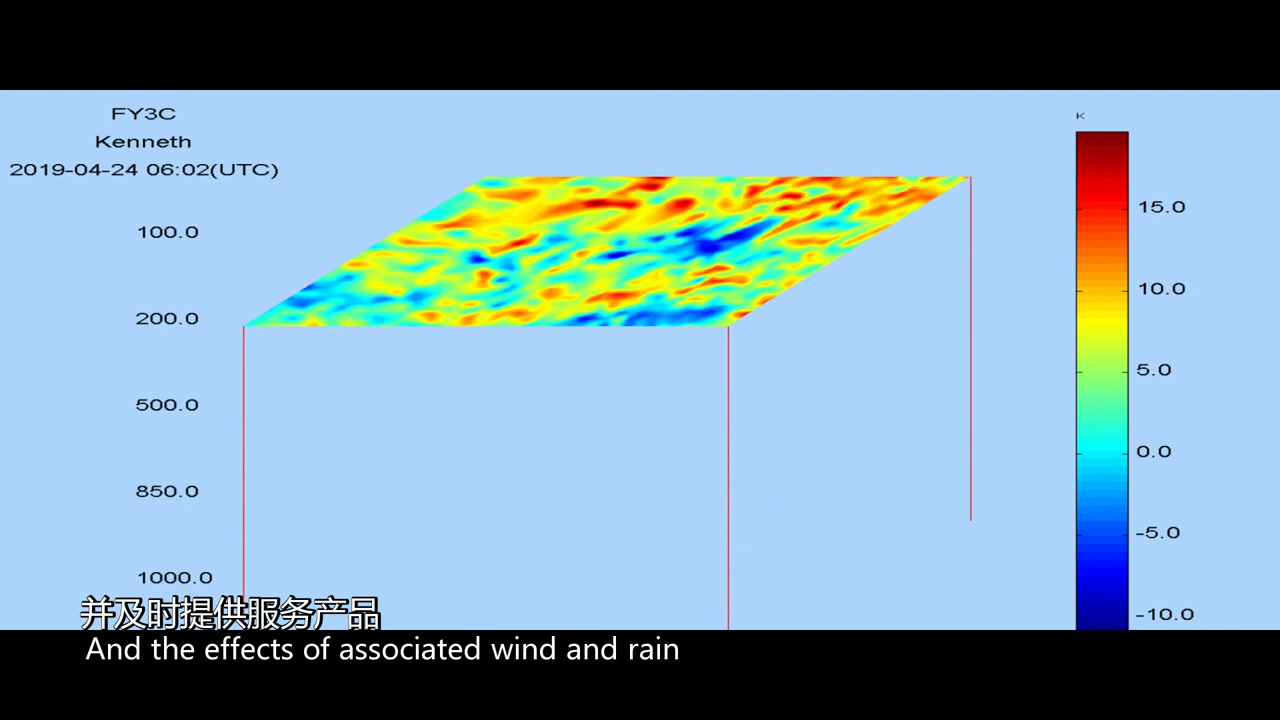 FY3C
Kenneth
2019-04-24 06:02(UTC)
100.0
200.0
500.0
850.0
1000.0
K
15.0
10.0
5.0
0.0
-5.0
-10.0
并及时提供服务产品
And the effects of associated wind and rain